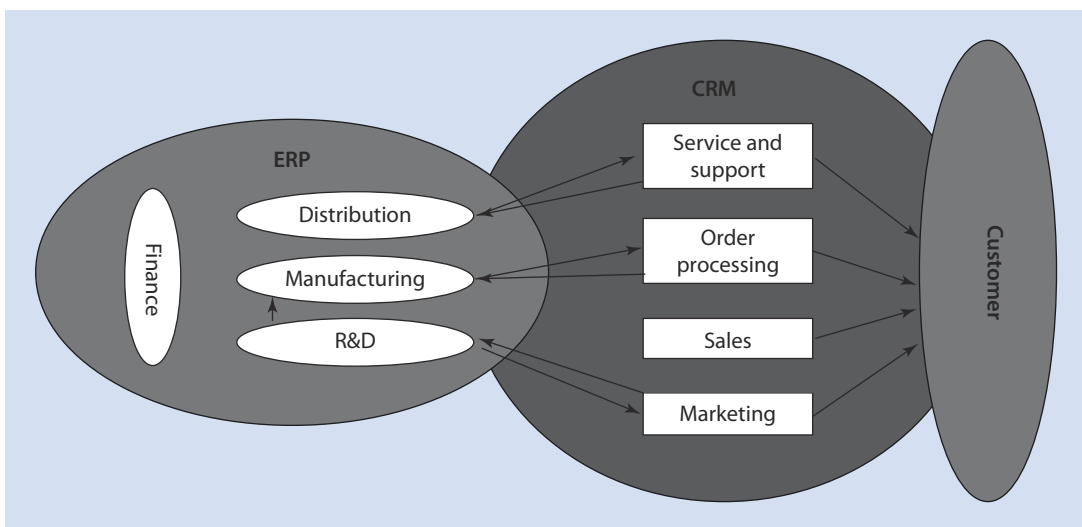 CRM
Service and
support
ERP
Distribution
Order
processing
Finance
Manufacturing
Customer
R&D
Sales
Marketing